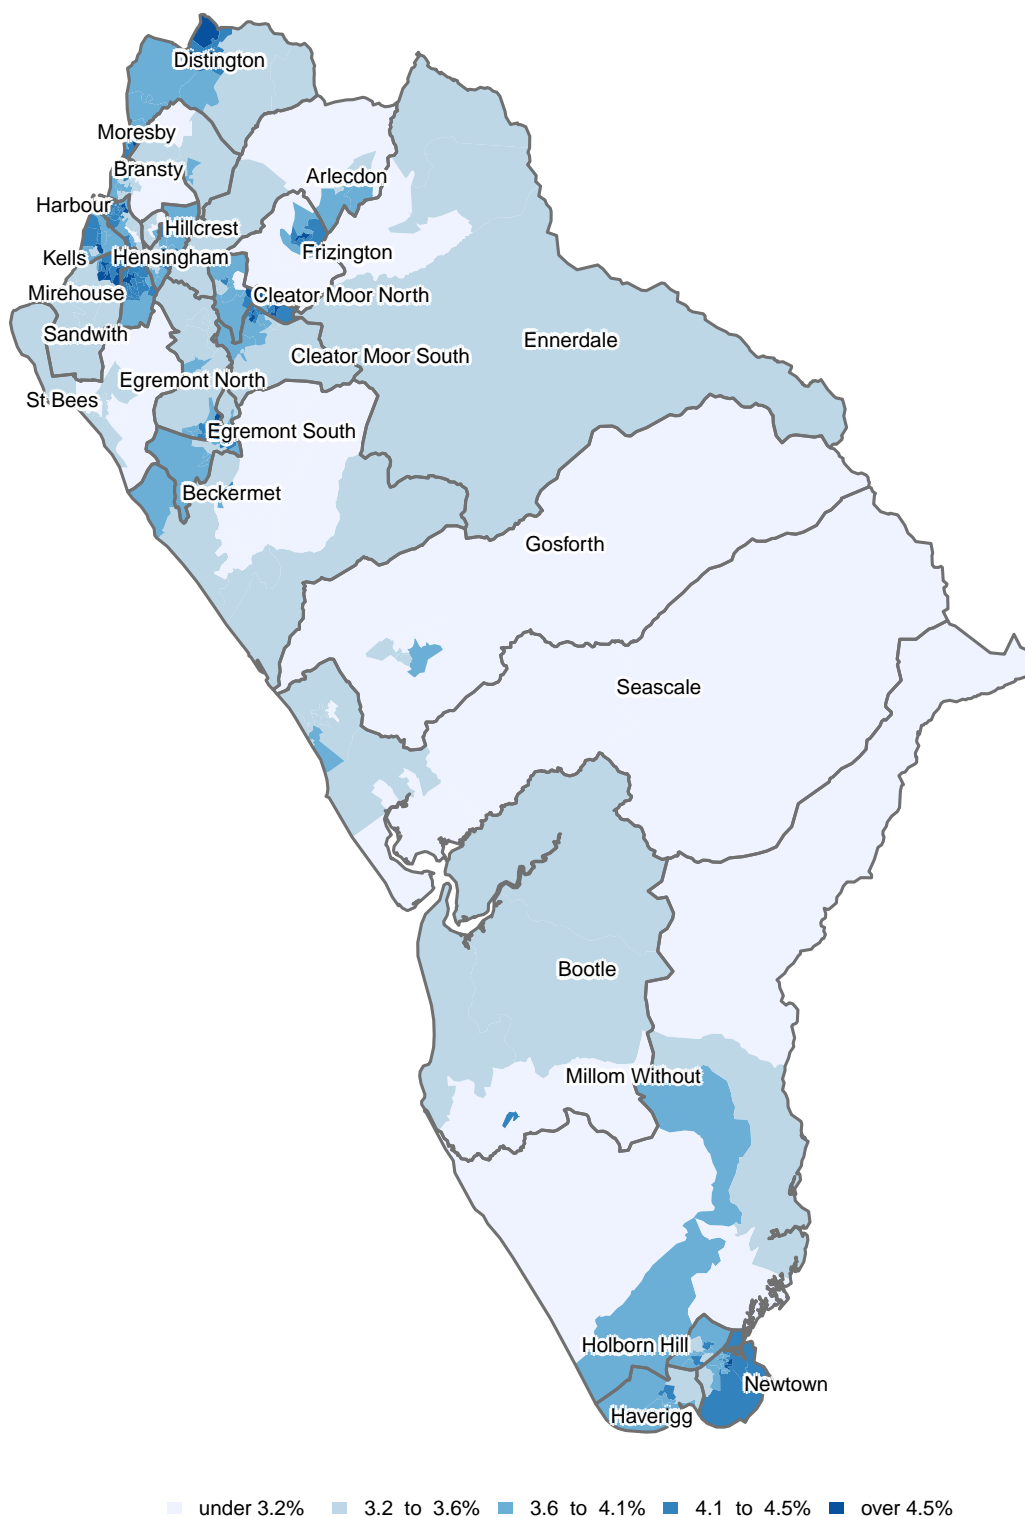 Distington
Moresby
Bransty
Arlecdon
Harbour
Hillcrest
Frizington
Kells
Hensingham
Mirehouse
Cleator Moor North
Sandwith
Ennerdale
Cleator Moor South
Egremont North
St Bees
Egremont South
Beckermet
Gosforth
Seascale
Bootle
Millom Without
Holborn Hill
Newtown
Haverigg
under 3.2% 3.2 to 3.6% 3.6 to 4.1% 4.1 to 4.5% over 4.5%